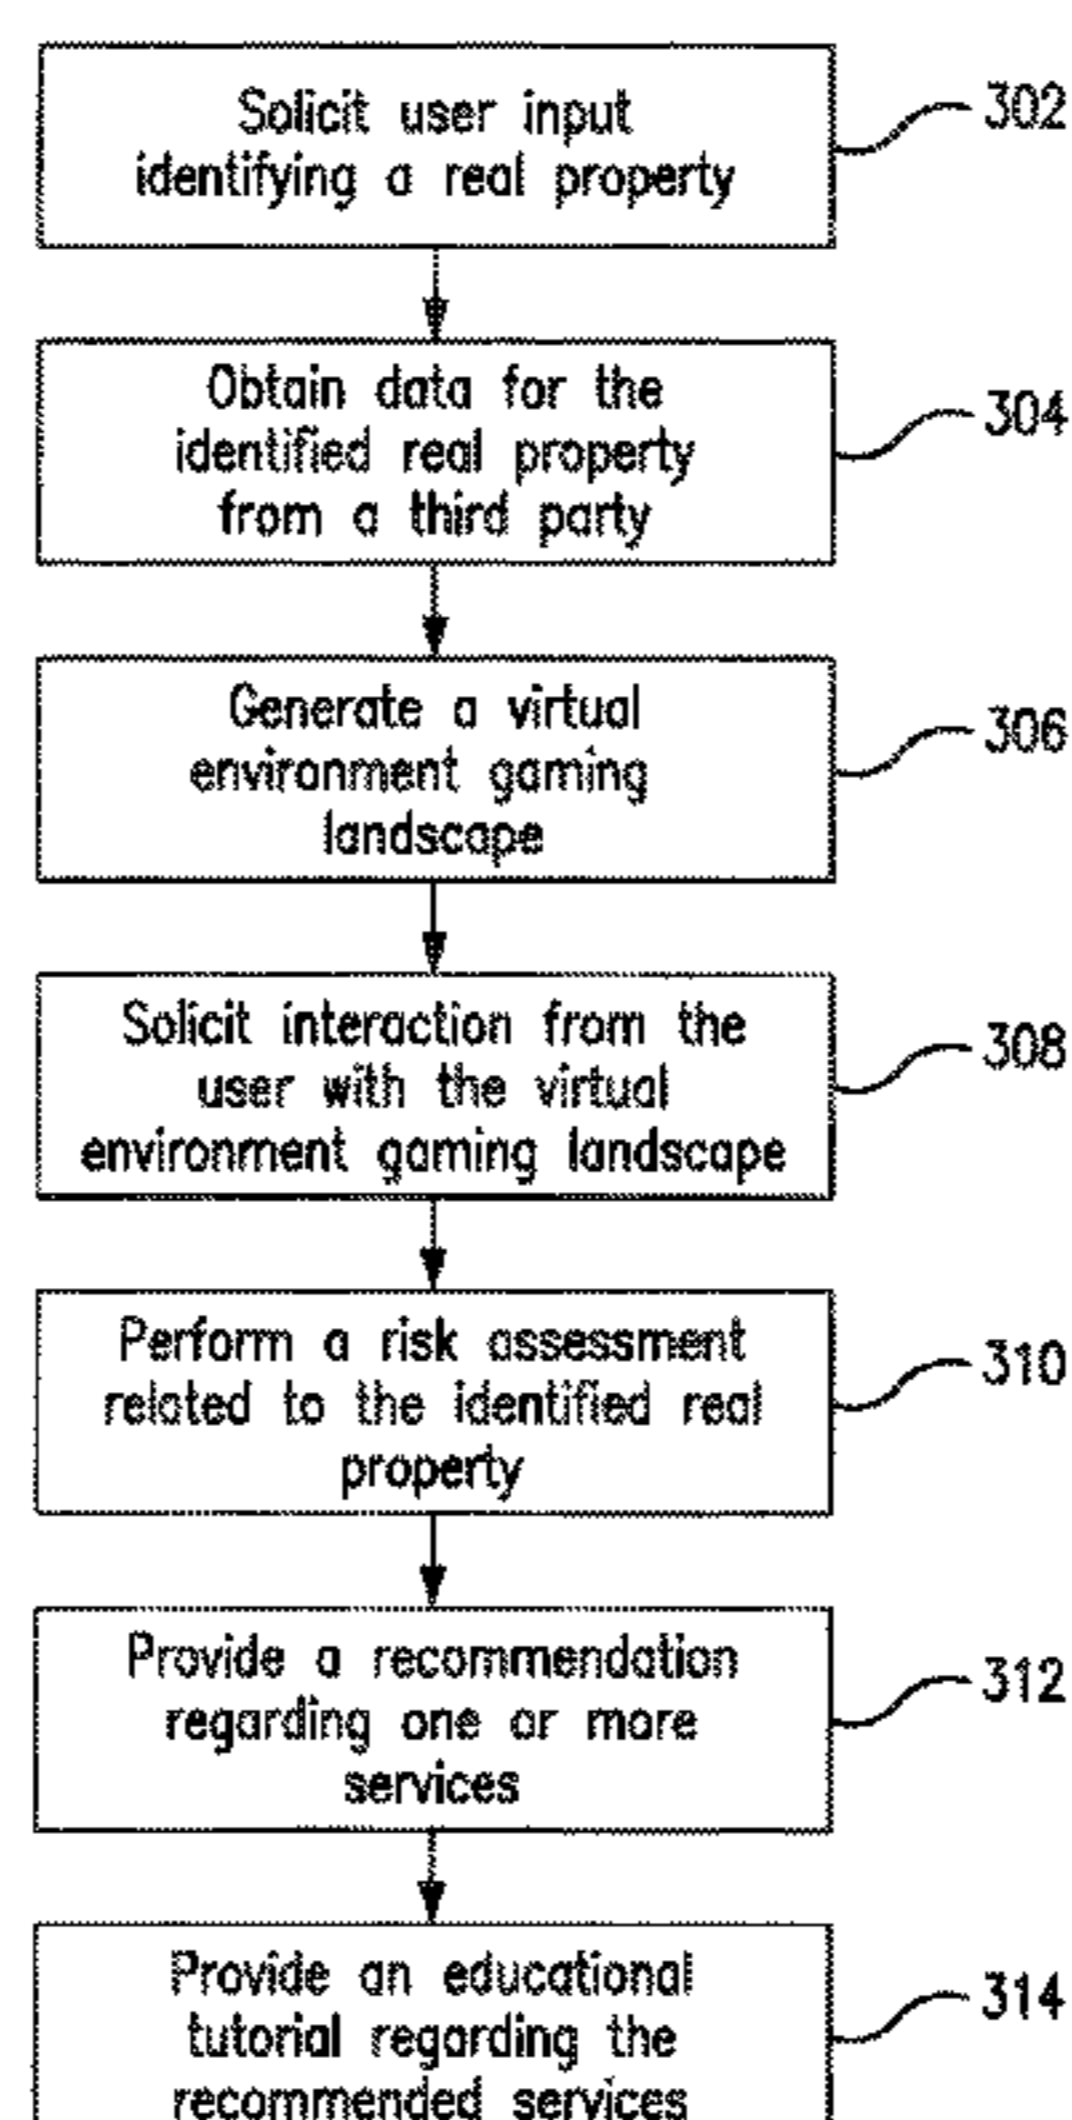 Solicit user input
identifying a real property
302
Obtain data for the
identified real property
from a third party
304
Generate a virtual
environment gaming
landscape
306
Solicit interaction from the
user with the virtual
environment gaming landscape
308
Perform a risk assessment
related to the identified real
property
310
Provide a recommendation
regarding one or more
services
312
Provide an educational
tutorial regarding the
recommended services
314